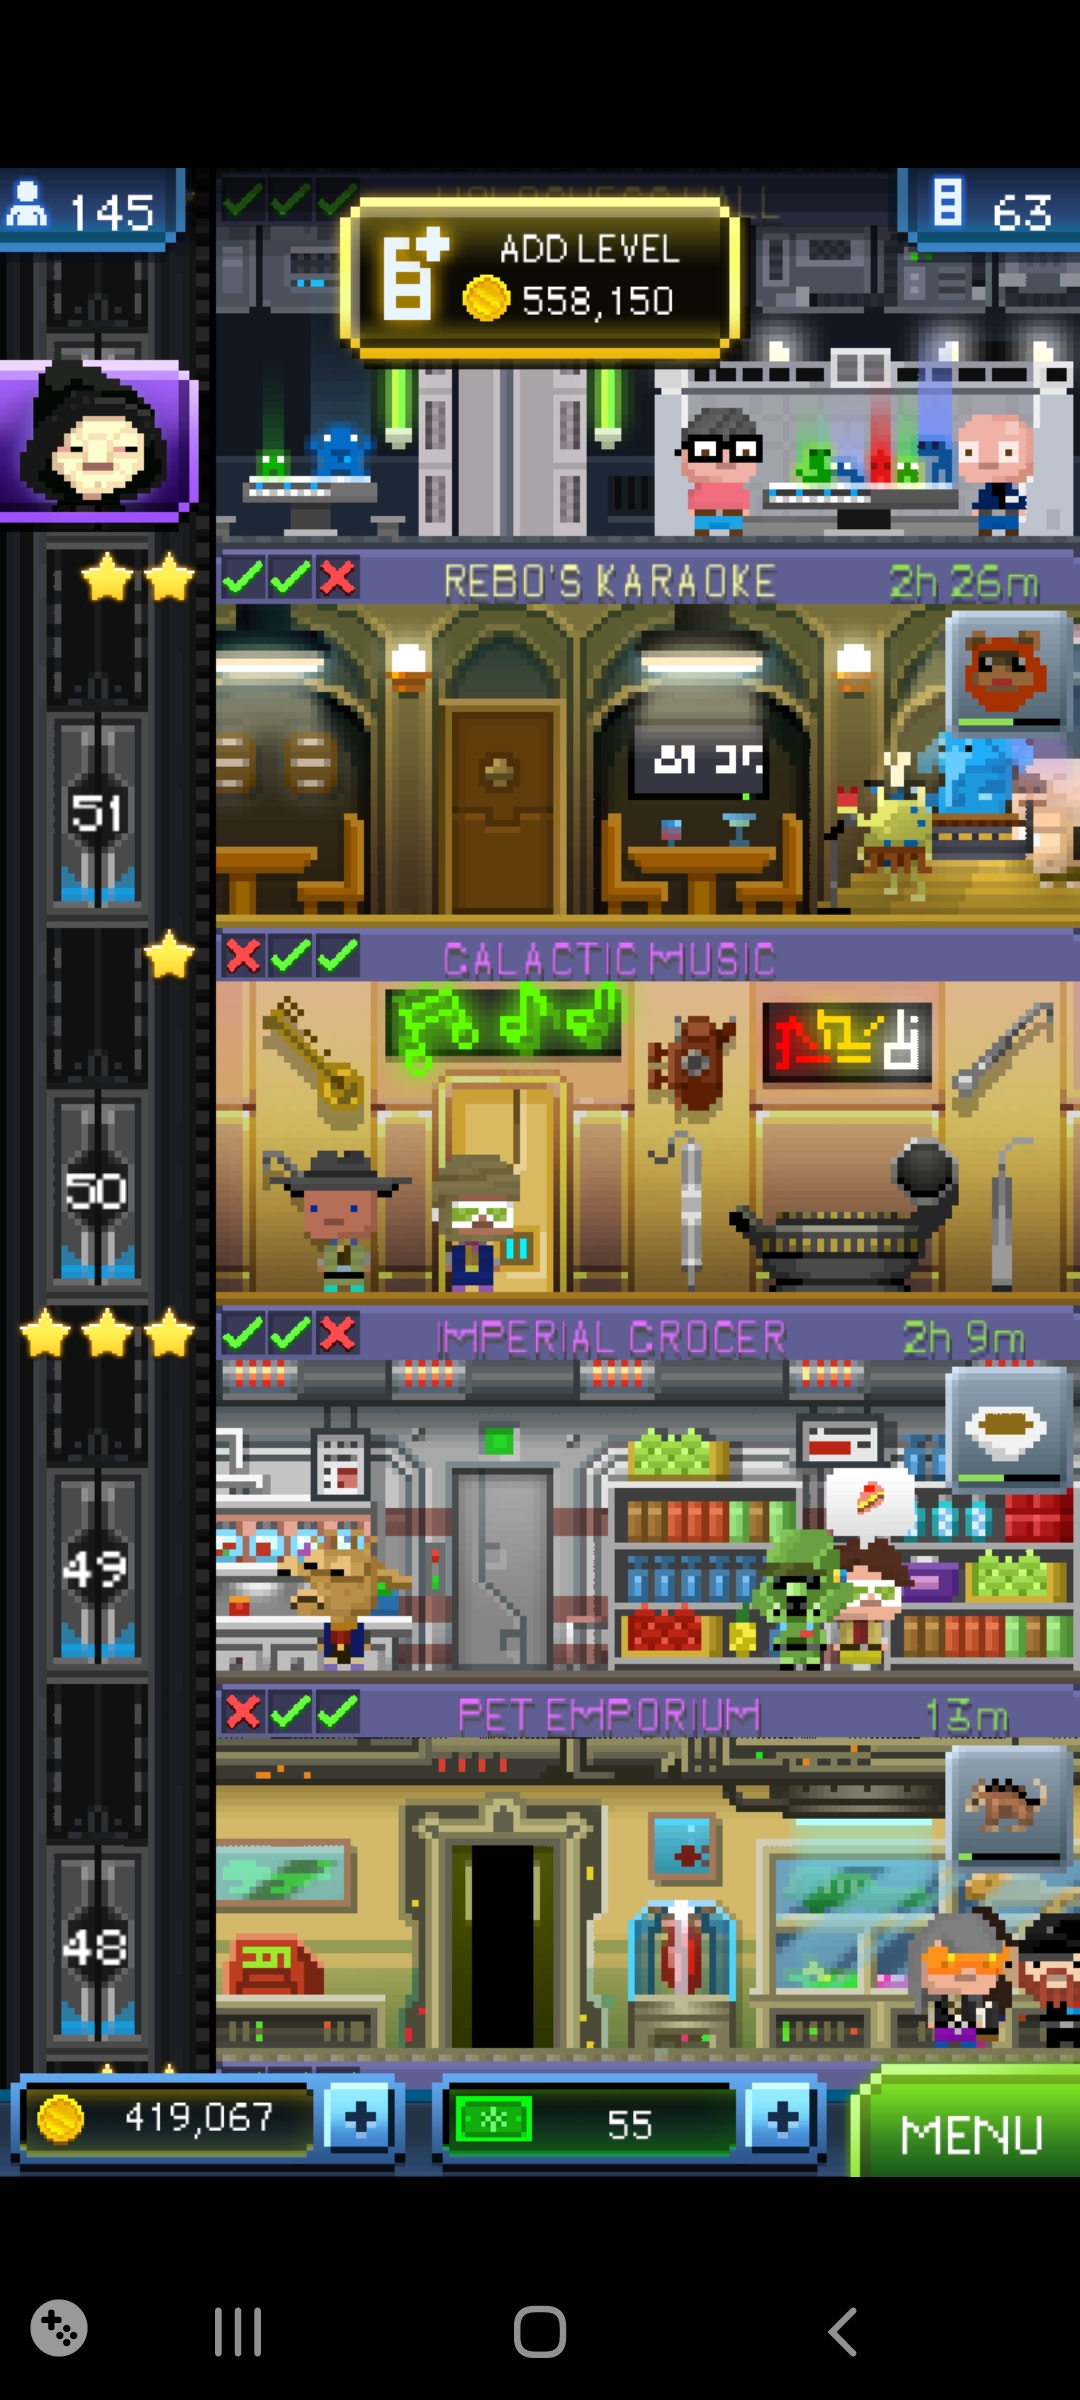 145
63
ADD LEVEL
558,150
REBO'S KARAOKE 2h 26m
51
GALACTIC MUSIC
50
IMPERIAL GROCER 2h 9m
49
PET EMPORIUM 13m
48
419,067
55
MENU